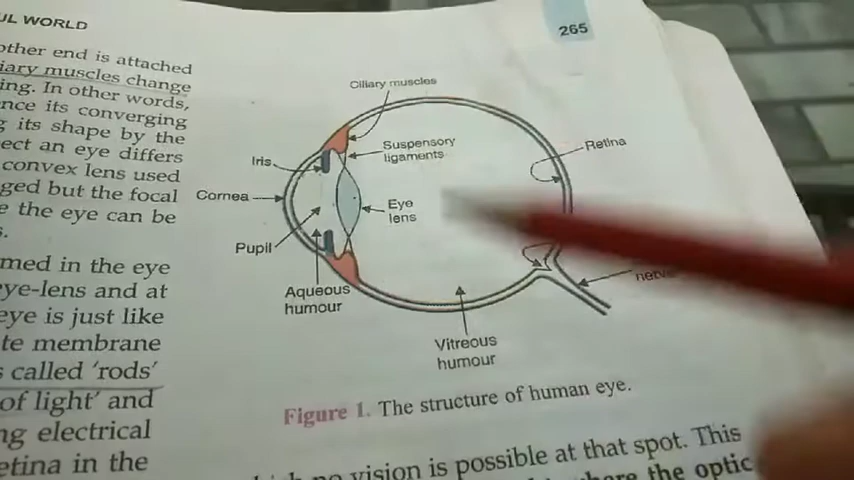 UL WORLD
265
other end is attached
iary muscles change
ing. In other words,
nce its converging
g its shape by the
ect an eye differs
convex lens used
ged but the focal
e the eye can be
s.
med in the eye
eye-lens and at
eye is just like
te membrane
s called 'rods'
of light' and
ng electrical
etina in the
Ciliary muscles
Suspensory
ligaments
Retina
Iris
Cornea
Eye
lens
Pupil
nerve
Aqueous
humour
Vitreous
humour
Figure 1. The structure of human eye.
no vision is possible at that spot. This
where the optic